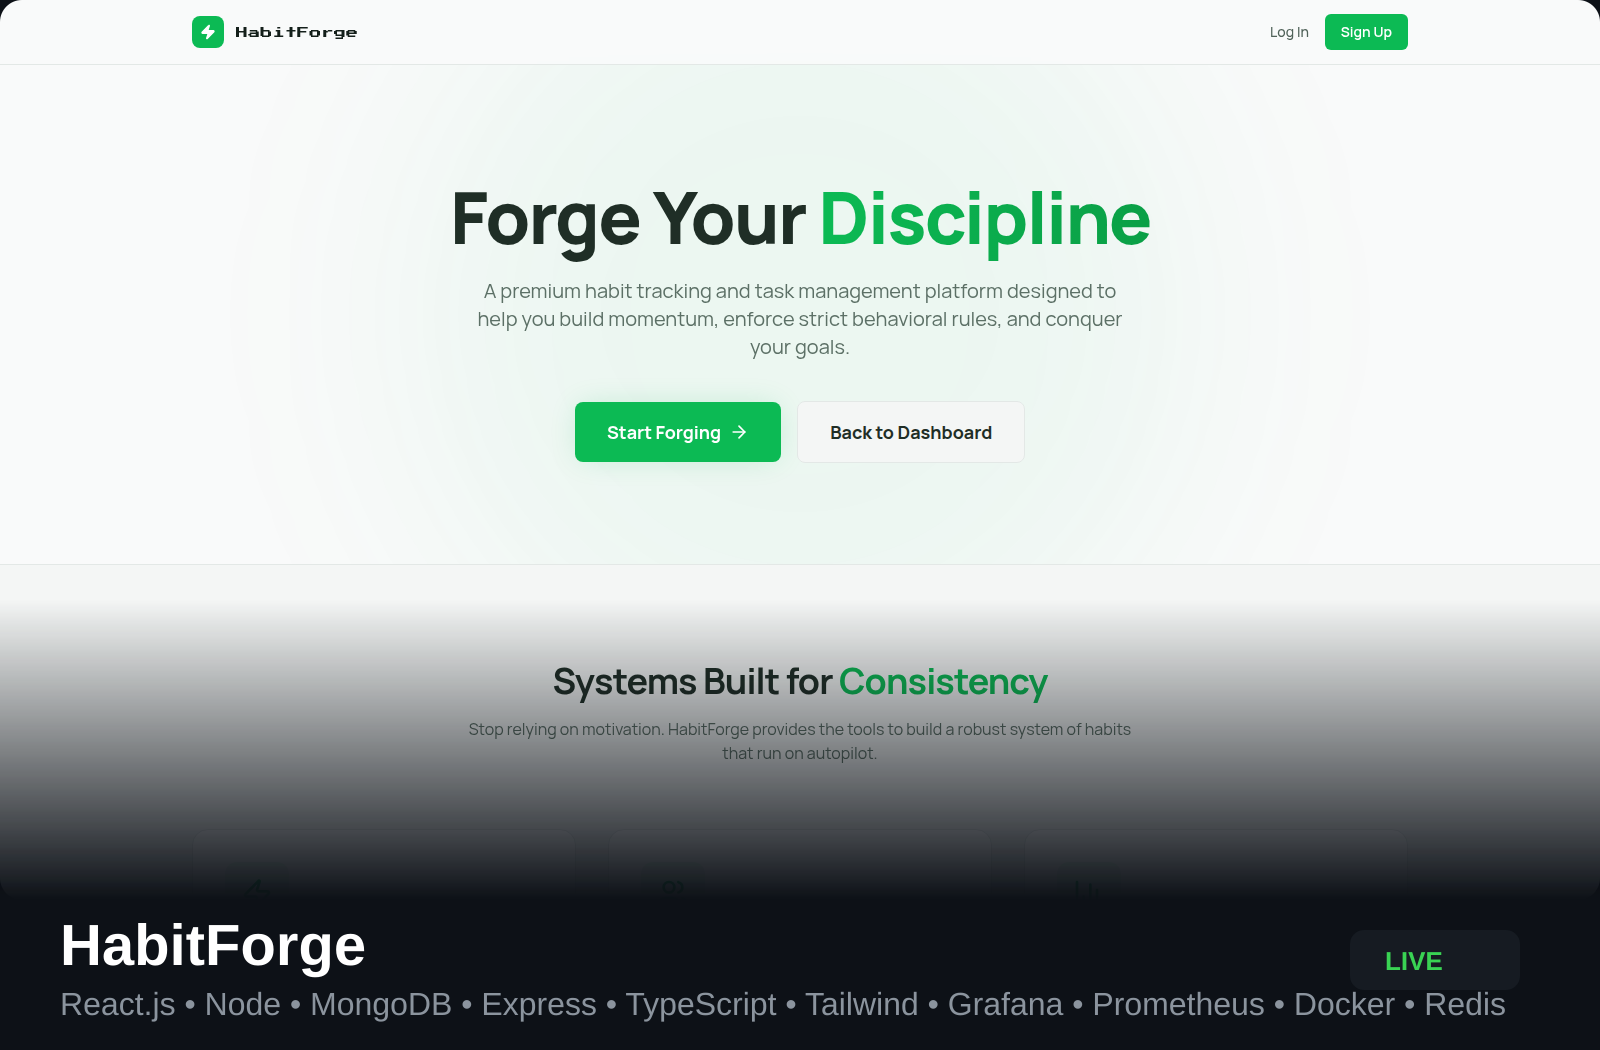 HabitForge
Log In
Sign Up
Forge Your Discipline
A premium habit tracking and task management platform designed to
help you build momentum, enforce strict behavioral rules, and conquer
your goals.
Start Forging
Back to Dashboard
Systems Built for Consistency
Stop relying on motivation. HabitForge provides the tools to build a robust system of habits
that run on autopilot.
HabitForge
LIVE
React.js • Node • MongoDB • Express • TypeScript • Tailwind • Grafana • Prometheus • Docker • Redis